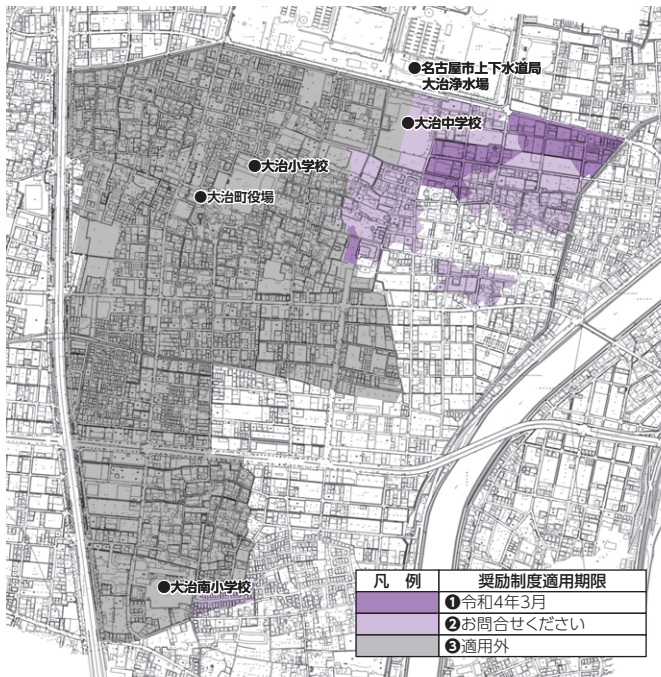 ●名古屋市上下水道局
大治浄水場
●大治中学校
●大治小学校
●大治町役場
●大治南小学校
凡 例 奨励制度適用期限
❶令和4年3月
❷お問合せください
❸適用外